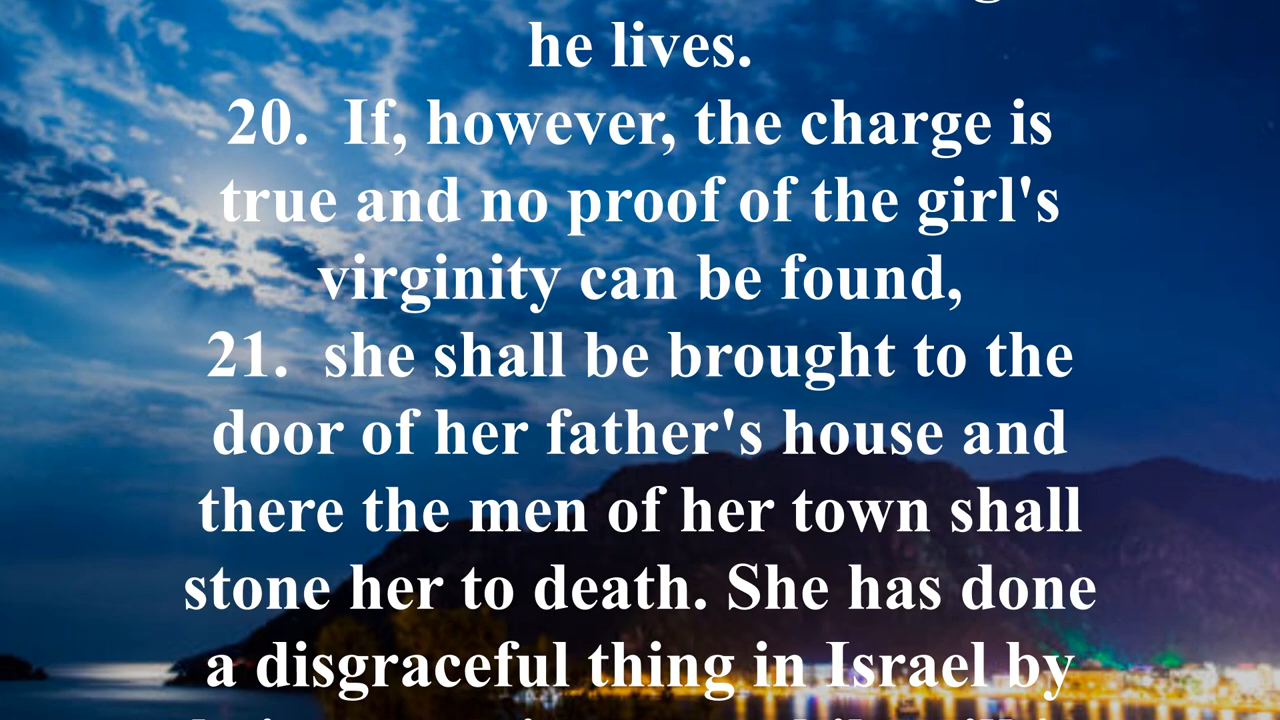 he lives.
20. If, however, the charge is
true and no proof of the girl's
virginity can be found,
21. she shall be brought to the
door of her father's house and
there the men of her town shall
stone her to death. She has done
a disgraceful thing in Israel by